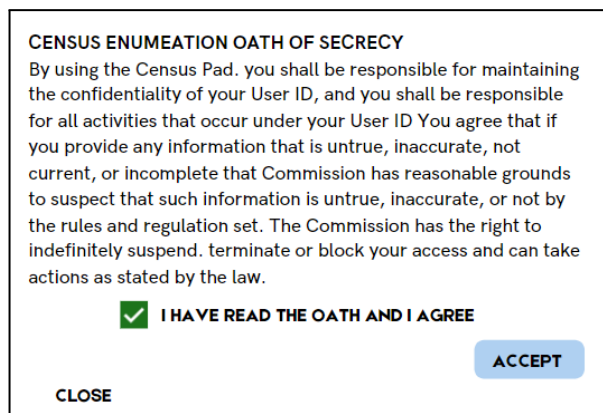 CENSUS ENUMEATION OATH OF SECRECY
By using the Census Pad. you shall be responsible for maintaining
the confidentiality of your User ID, and you shall be responsible
for all activities that occur under your User ID You agree that if
you provide any information that is untrue, inaccurate, not
current, or incomplete that Commission has reasonable grounds
to suspect that such information is untrue, inaccurate, or not by
the rules and regulation set. The Commission has the right to
indefinitely suspend. terminate or block your access and can take
actions as stated by the law.
I HAVE READ THE OATH AND I AGREE
ACCEPT
CLOSE